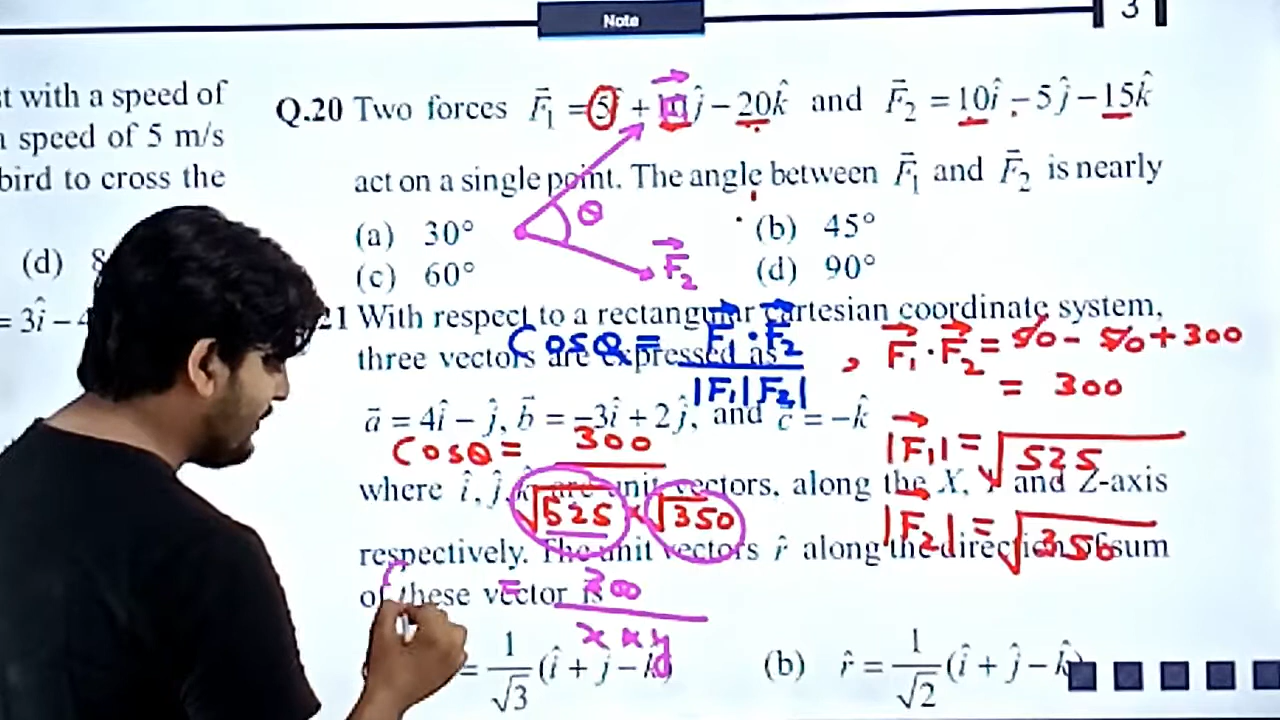 Note
3
t with a speed of
a speed of 5 m/s
bird to cross the
(d) 8
= 3î − 4
Q.20 Two forces F⃗₁ = 5î + 10ĵ − 20k̂ and F⃗₂ = 10î − 5ĵ − 15k̂
act on a single point. The angle between F⃗₁ and F⃗₂ is nearly
(a) 30° (b) 45°
(c) 60° (d) 90°
θ
F⃗₂
21 With respect to a rectangular cartesian coordinate system,
three vectors are expressed as
a⃗ = 4î − ĵ, b⃗ = −3î + 2ĵ, and c⃗ = −k̂
where î, ĵ, k̂ are unit vectors, along the X, Y and Z-axis
respectively. The unit vectors r̂ along the direction of sum
of these vector is
= 1/√3 (î + ĵ − k̂) (b) r̂ = 1/√2 (î + ĵ − k̂)
Cosθ = F⃗₁·F⃗₂ / |F₁||F₂| , F⃗₁·F⃗₂ = 50 − 50 + 300
= 300
Cosθ = 300 / √525 × √350
|F⃗₁| = √525
|F⃗₂| = √350
= 300 / x × y